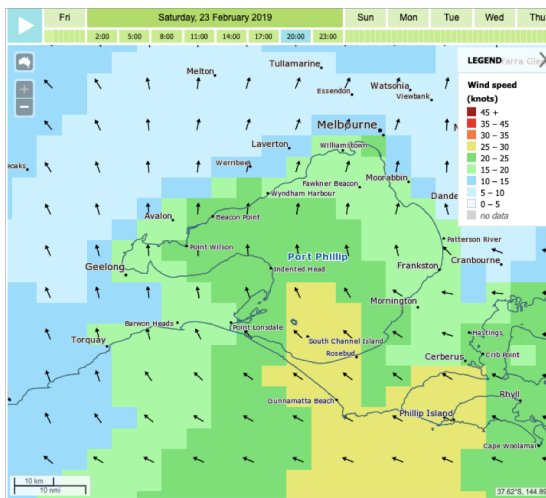 Fri
Saturday, 23 February 2019
Sun
Mon
Tue
Wed
Thu
2:00
5:00
8:00
11:00
14:00
17:00
20:00
23:00
LEGEND
Wind speed
(knots)
45 +
35 – 45
30 – 35
25 – 30
20 – 25
15 – 20
10 – 15
5 – 10
0 – 5
no data
Tullamarine
Melton
Essendon
Watsonia
Viewbank
Melbourne
Laverton
Williamstown
Werribee
Fawkner Beacon
Moorabbin
Wyndham Harbour
Dande
Avalon
Beacon Point
Point Wilson
Port Phillip
Patterson River
Geelong
Indented Head
Frankston
Cranbourne
Mornington
Barwon Heads
Point Lonsdale
Hastings
Torquay
South Channel Island
Rosebud
Cerberus
Crib Point
Gunnamatta Beach
Rhyll
Phillip Island
Cape Woolamai
10 km
10 nmi
37.62°S, 144.89